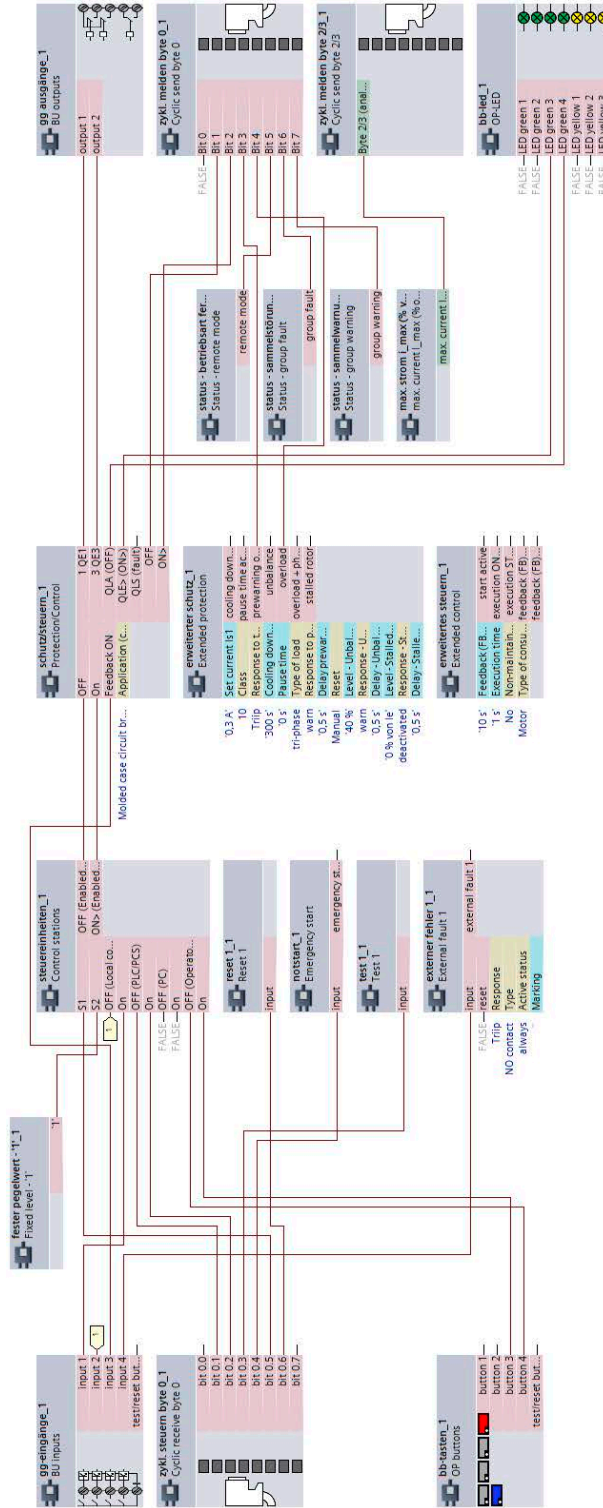 gg-eingänge_1
BU inputs
input 1
input 2
input 3
input 4
test/reset but...
1
zykl. steuern byte 0_1
Cyclic receive byte 0
bit 0.0
bit 0.1
bit 0.2
bit 0.3
bit 0.4
bit 0.5
bit 0.6
bit 0.7
bb-tasten_1
OP buttons
button 1
button 2
button 3
button 4
test/reset but...
fester pegelwert - '1'_1
Fixed level - '1'
'1'
steuereinheiten_1
Control stations
S1 OFF (Enabled...
S2 ON> (Enabled...
OFF (Local co...
On
OFF (PLC/PCS)
On
FALSE OFF (PC)
FALSE On
OFF (Operato...
On
1
reset 1_1
Reset 1
input
notstart_1
Emergency start
input emergency st...
test 1_1
Test 1
input
externer fehler 1_1
External fault 1
input external fault 1
FALSE reset
Triip Response
NO contact Type
always Active status
Marking
schutz/steuern_1
Protection/Control
OFF 1 QE1
On 3 QE3
Feedback ON QLA (OFF)
Molded case circuit br... Application (c... QLE> (ON>)
QLS (fault)
OFF
ON>
erweiterter schutz_1
Extended protection
'0,3 A' Set current Is1 cooling down...
10 Class pause time ac...
Triip Response to t... prewarning o...
'300 s' Cooling down... unbalance
'0 s' Pause time overload
tri-phase Type of load overload + ph...
warn Response to p... stalled rotor
'0,5 s' Delay prewar...
Manual Reset
'40 %' Level - Unbal...
warn Response - U...
'0,5 s' Delay - Unbal...
'0 % von Ie' Level - Stalled...
deactivated Response - St...
'0,5 s' Delay - Stalle...
erweitertes steuern_1
Extended control
'10 s' Feedback (FB... start active
'1 s' Execution time execution ON...
No Non-maintain... execution ST...
Motor Type of consu... feedback (FB)...
feedback (FB)...
status - betriebsart fer...
Status - remote mode
remote mode
status - sammelstörun...
Status - group fault
group fault
status - sammelwarnu...
Status - group warning
group warning
max. strom i_max (% v...
max. current I_max (% o...
max. current I...
gg ausgänge_1
BU outputs
output 1
output 2
zykl. melden byte 0_1
Cyclic send byte 0
FALSE Bit 0
Bit 1
Bit 2
Bit 3
Bit 4
Bit 5
Bit 6
Bit 7
zykl. melden byte 2/3_1
Cyclic send byte 2/3
Byte 2/3 (anal...
bb-led_1
OP-LED
FALSE LED green 1
FALSE LED green 2
LED green 3
LED green 4
FALSE LED yellow 1
FALSE LED yellow 2